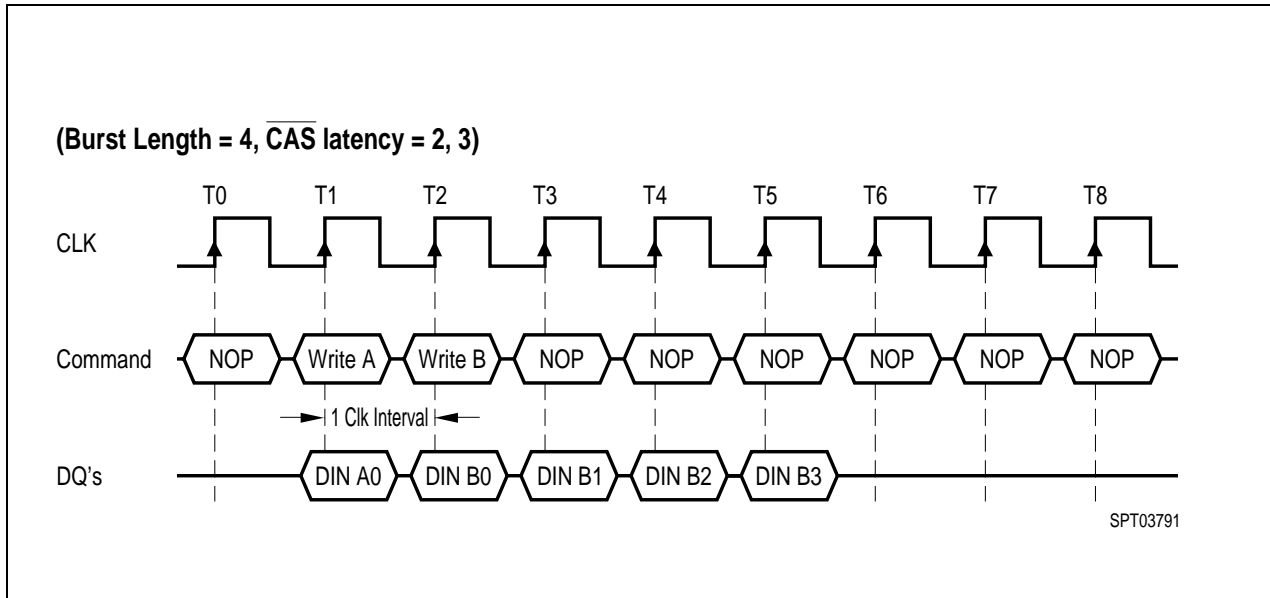 (Burst Length = 4, CAS latency = 2, 3)
T0 T1 T2 T3 T4 T5 T6 T7 T8
CLK
Command NOP Write A Write B NOP NOP NOP NOP NOP NOP
1 Clk Interval
DQ's DIN A0 DIN B0 DIN B1 DIN B2 DIN B3
SPT03791